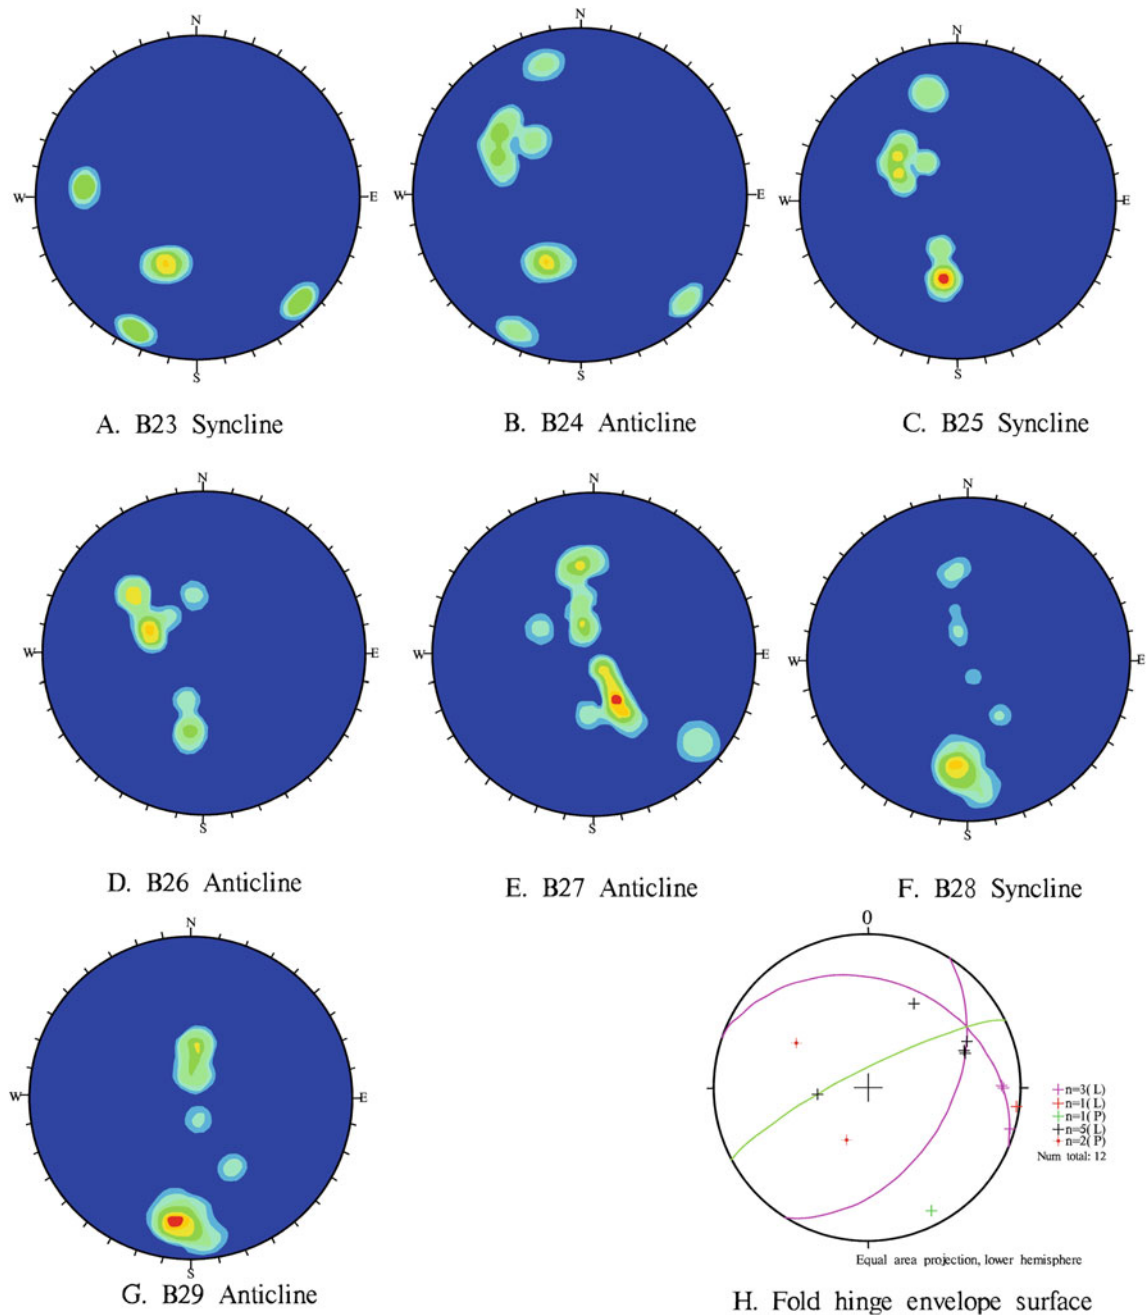 N
N
N
W
E
W
E
W
E
S
S
S
A. B23 Syncline
B. B24 Anticline
C. B25 Syncline
N
N
N
W
E
W
E
W
E
S
S
S
D. B26 Anticline
E. B27 Anticline
F. B28 Syncline
N
W
E
S
G. B29 Anticline
0
n=3( L)
n=1( L)
n=1( P)
n=5( L)
n=2( P)
Num total: 12
Equal area projection, lower hemisphere
H. Fold hinge envelope surface